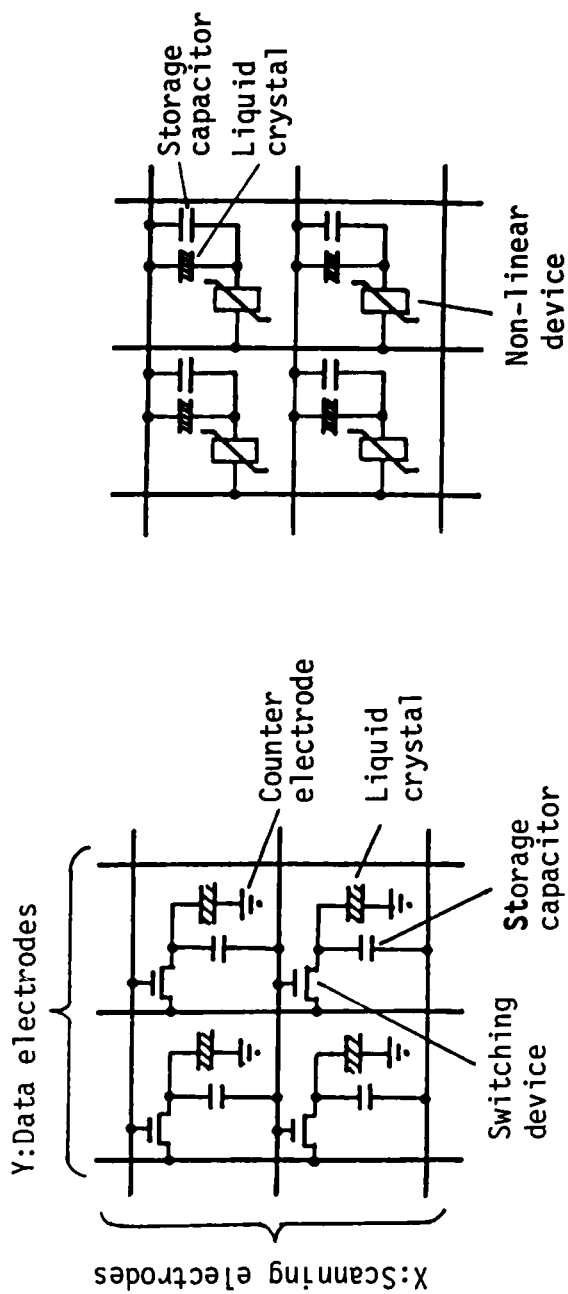 Y:Data electrodes
X:Scanning electrodes
Counter
electrode
Liquid
crystal
Storage
capacitor
Switching
device
Storage
capacitor
Liquid
crystal
Non-linear
device